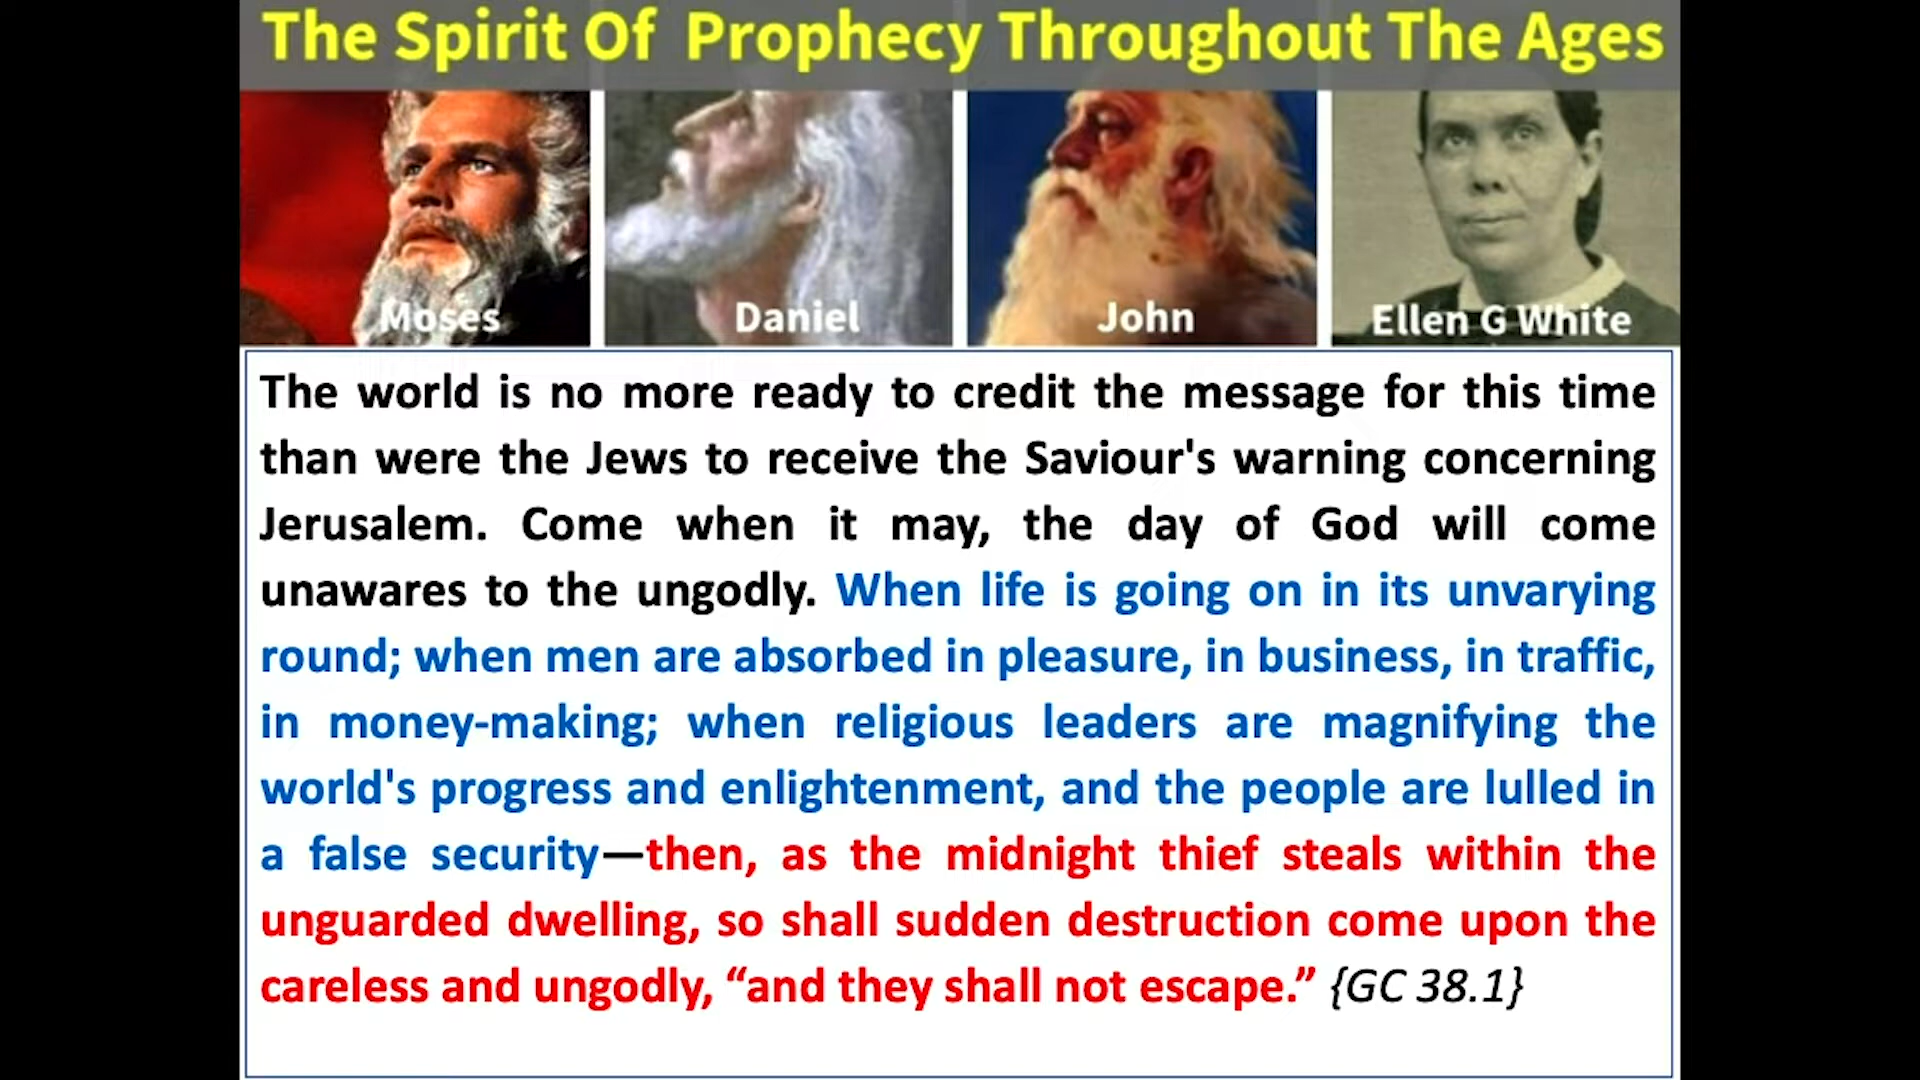 The Spirit Of Prophecy Throughout The Ages
Moses
Daniel
John
Ellen G White
The world is no more ready to credit the message for this time
than were the Jews to receive the Saviour's warning concerning
Jerusalem. Come when it may, the day of God will come
unawares to the ungodly. When life is going on in its unvarying
round; when men are absorbed in pleasure, in business, in traffic,
in money-making; when religious leaders are magnifying the
world's progress and enlightenment, and the people are lulled in
a false security—then, as the midnight thief steals within the
unguarded dwelling, so shall sudden destruction come upon the
careless and ungodly, “and they shall not escape.” {GC 38.1}